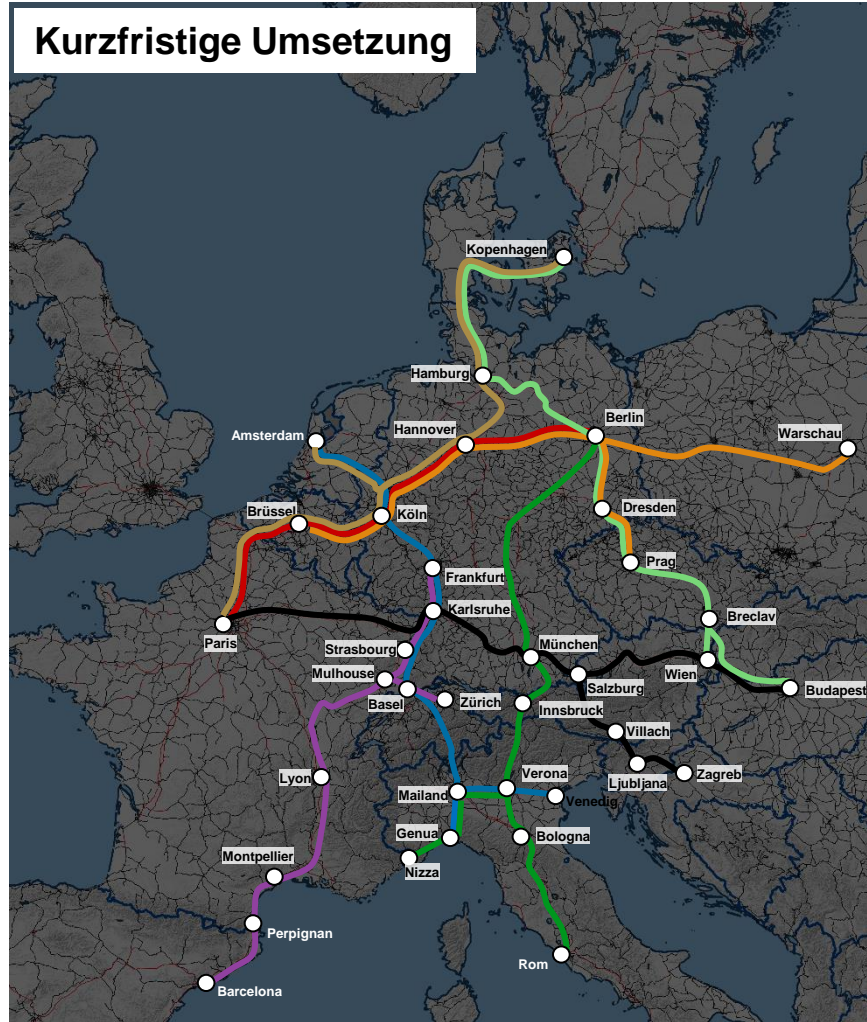 Kurzfristige Umsetzung
Kopenhagen
Hamburg
Hannover
Berlin
Amsterdam
Warschau
Brüssel
Köln
Dresden
Prag
Frankfurt
Karlsruhe
Paris
Breclav
Strasbourg
München
Mulhouse
Wien
Salzburg
Budapest
Basel
Zürich
Innsbruck
Villach
Lyon
Verona
Ljubljana
Zagreb
Mailand
Venedig
Genua
Bologna
Nizza
Montpellier
Perpignan
Rom
Barcelona